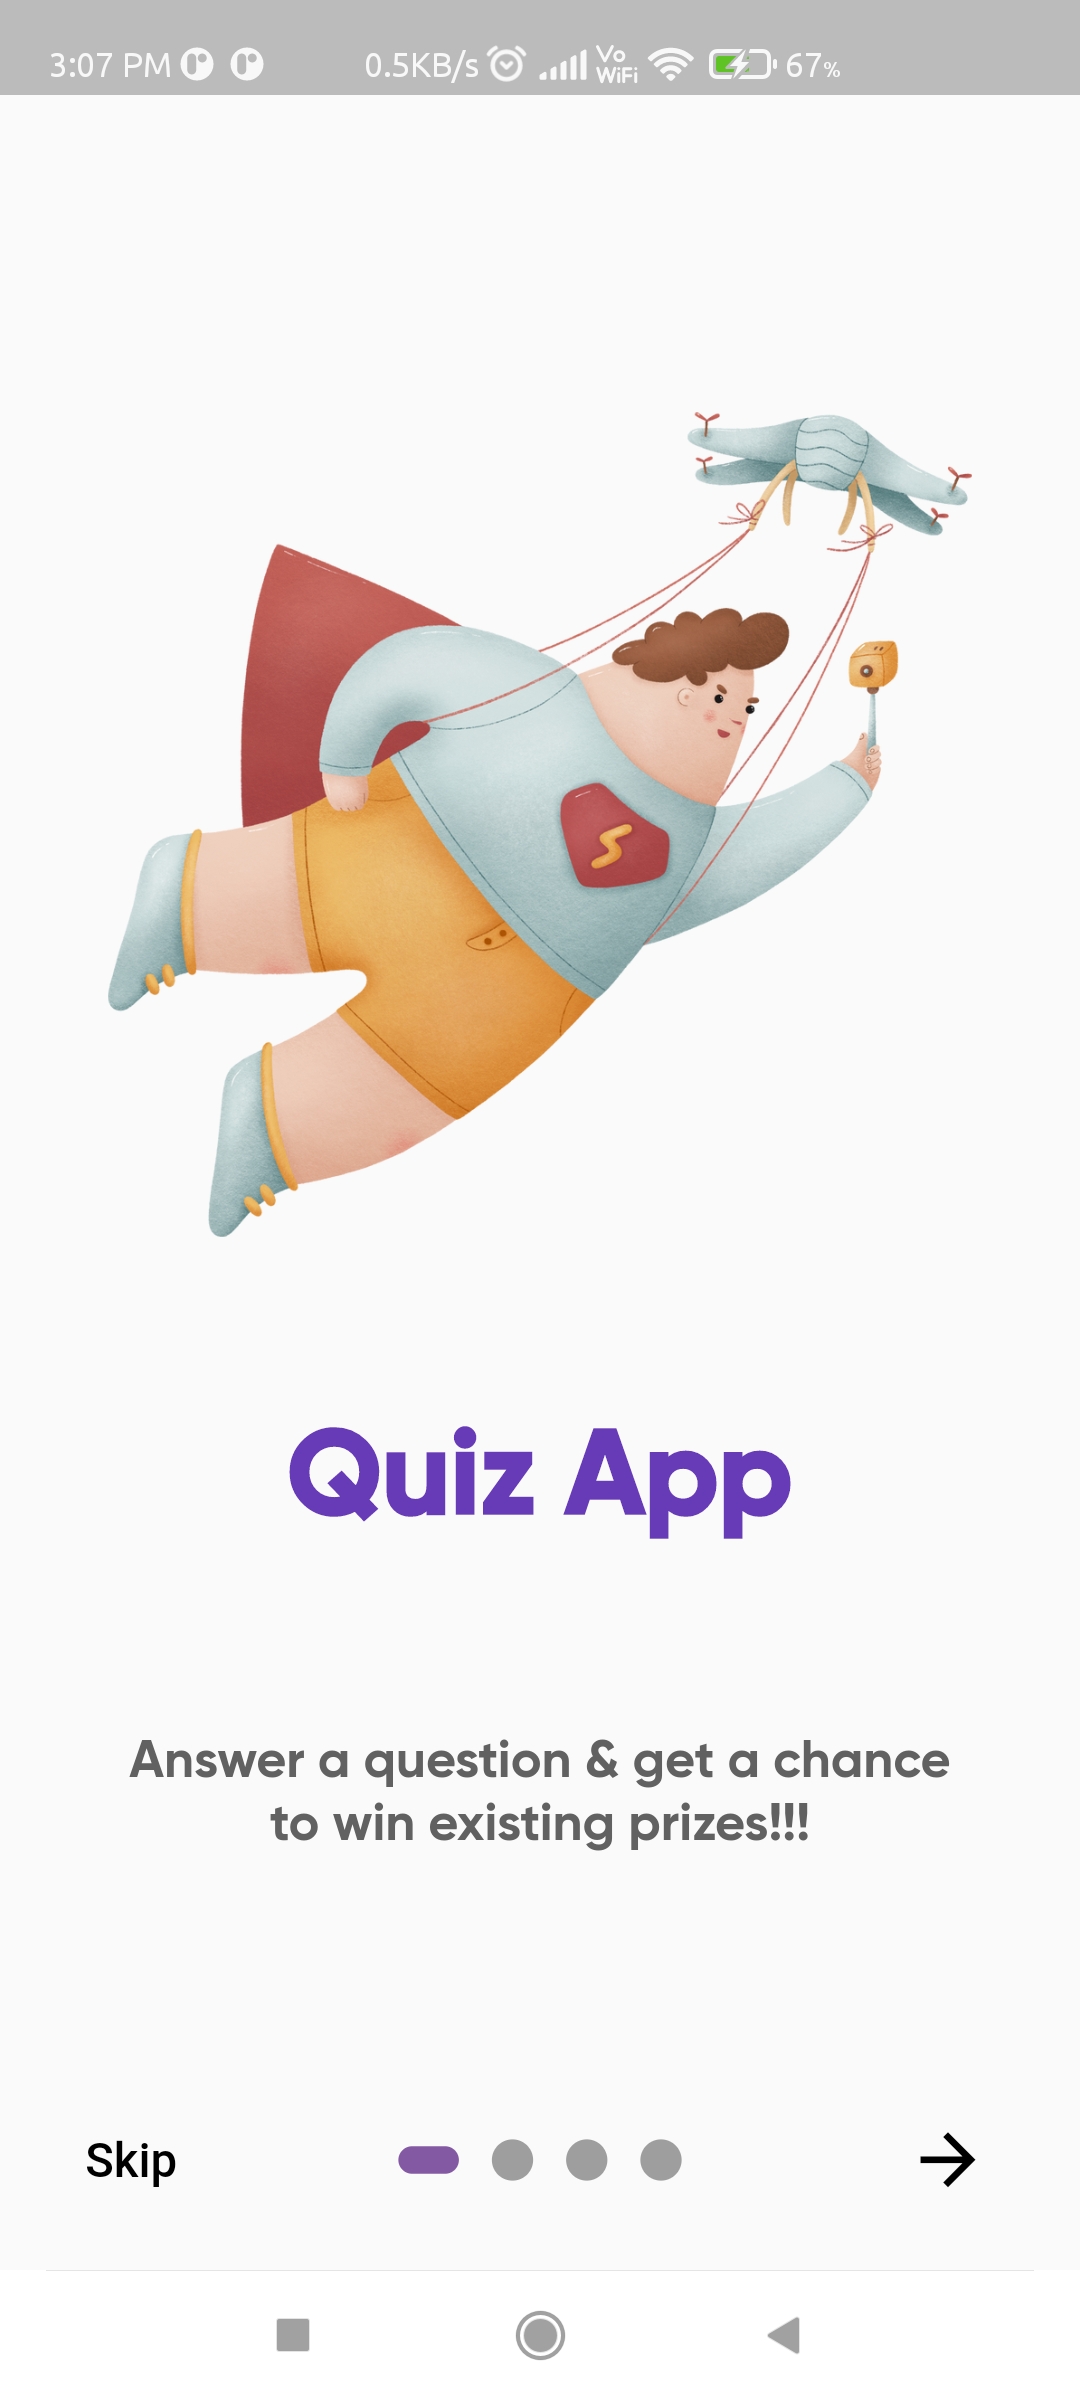 3:07 PM 0.5KB/s Vo WiFi 67%
Quiz App
Answer a question & get a chance
to win existing prizes!!!
Skip